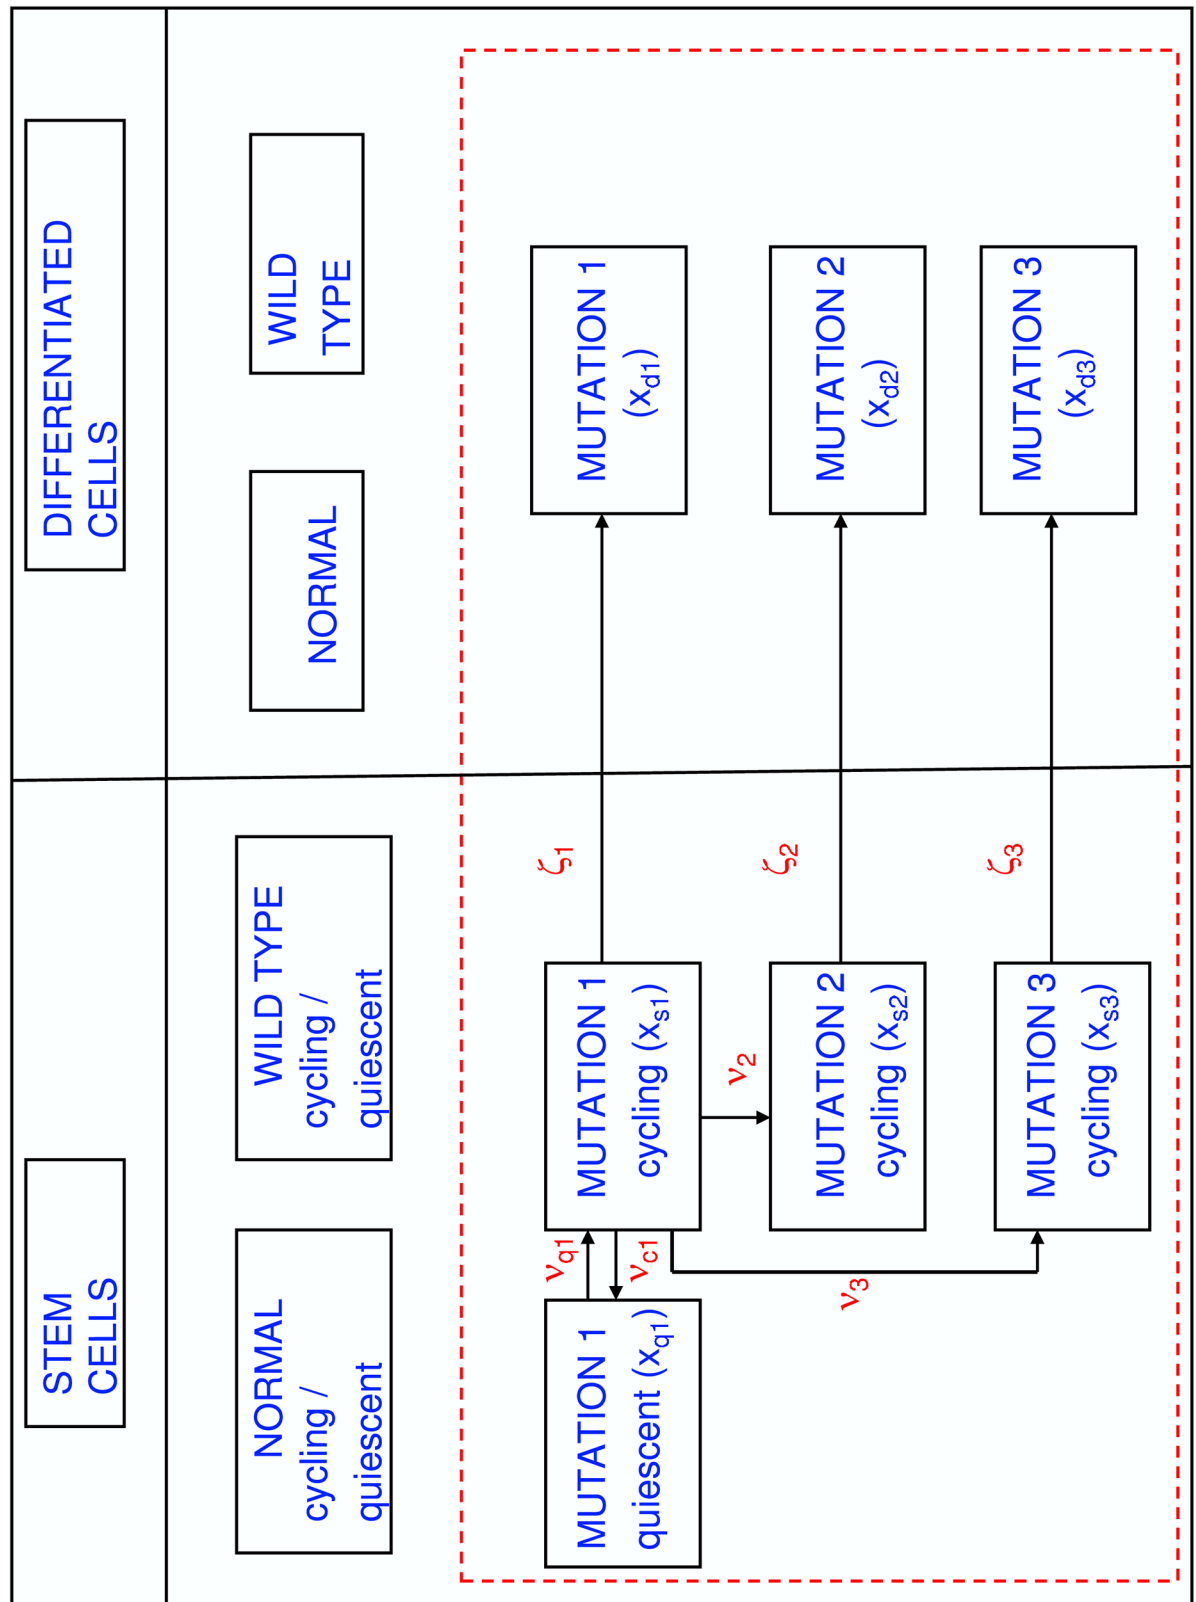 STEM
CELLS
DIFFERENTIATED
CELLS
NORMAL
cycling /
quiescent
WILD TYPE
cycling /
quiescent
NORMAL
WILD
TYPE
MUTATION 1
quiescent (xq1)
νq1
νc1
MUTATION 1
cycling (xs1)
ζ1
MUTATION 1
(xd1)
ν2
ν3
MUTATION 2
cycling (xs2)
ζ2
MUTATION 2
(xd2)
MUTATION 3
cycling (xs3)
ζ3
MUTATION 3
(xd3)